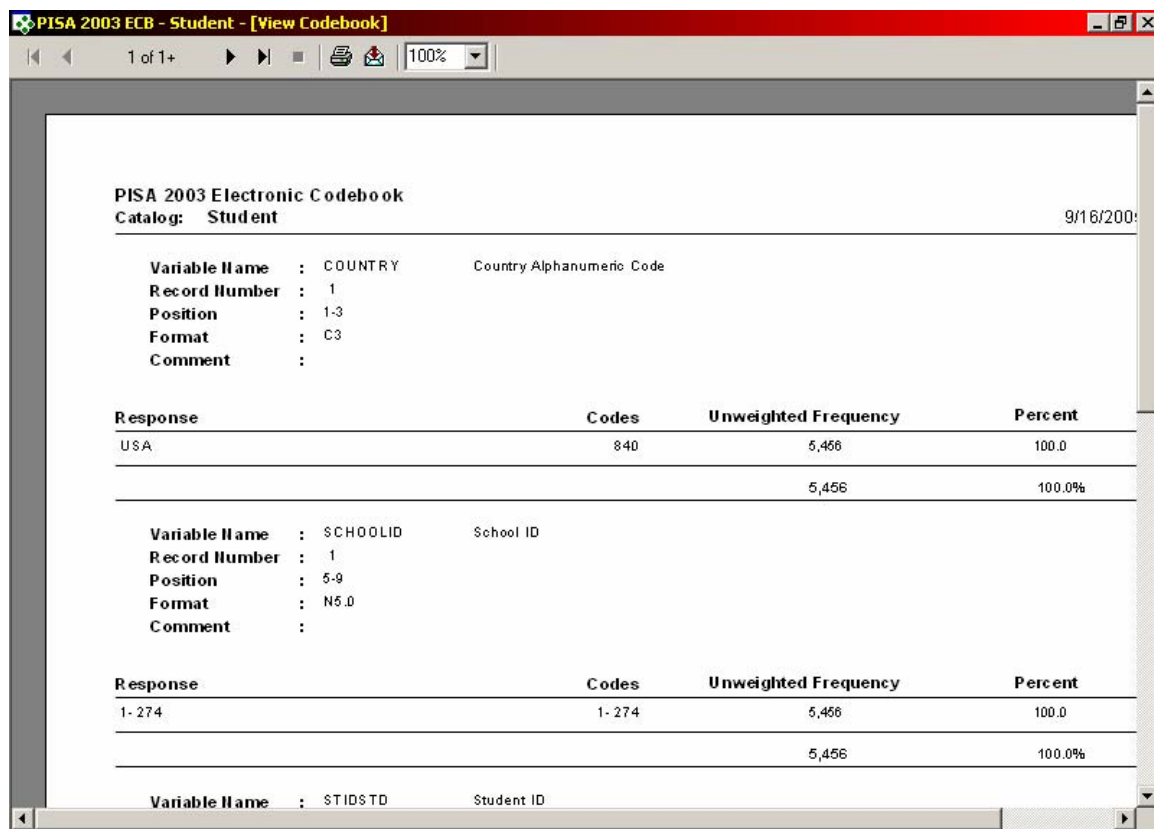 PISA 2003 ECB - Student - [View Codebook]
1 of 1+ 100%
PISA 2003 Electronic Codebook
Catalog: Student 9/16/200
Variable Name : COUNTRY Country Alphanumeric Code
Record Number : 1
Position : 1-3
Format : C3
Comment :
Response Codes Unweighted Frequency Percent
USA 840 5,456 100.0
5,456 100.0%
Variable Name : SCHOOLID School ID
Record Number : 1
Position : 5-9
Format : N5.0
Comment :
Response Codes Unweighted Frequency Percent
1- 274 1- 274 5,456 100.0
5,456 100.0%
Variable Name : STIDSTD Student ID